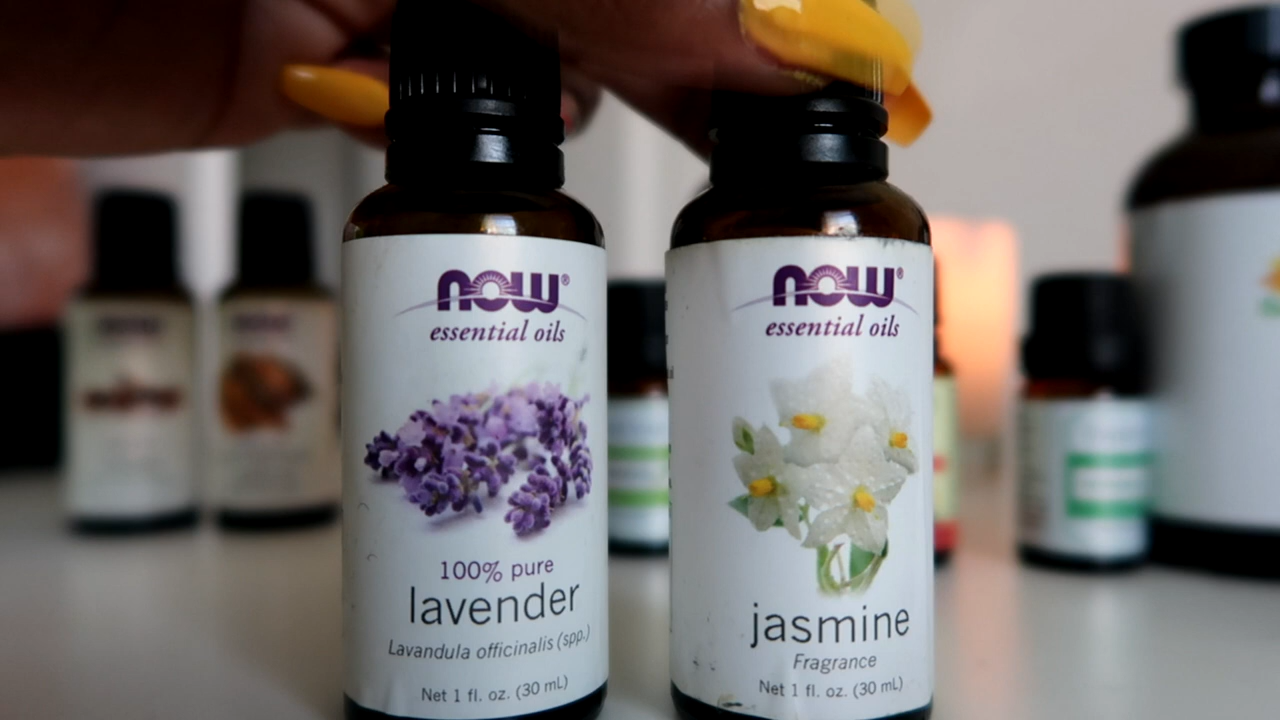 now®
essential oils
100% pure
lavender
Lavandula officinalis (spp.)
Net 1 fl. oz. (30 mL)
now®
essential oils
jasmine
Fragrance
Net 1 fl. oz. (30 mL)